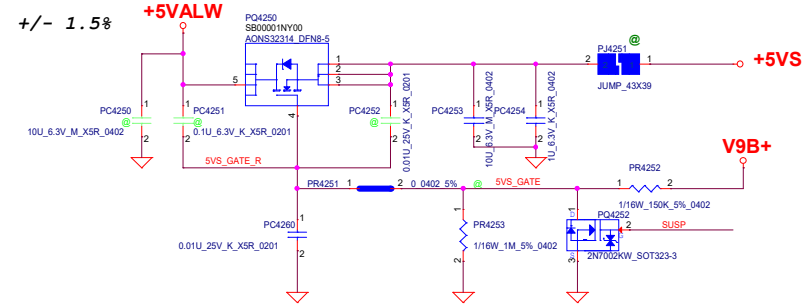 +/- 1.5%
+5VALW
PQ4250
SB00001NY00
AONS32314_DFN8-5
@
PJ4251
+5VS
5
1
2
3
4
2
1
JUMP_43X39
PC4250
1
@
2
10U_6.3V_M_X5R_0402
PC4251
1
@
2
0.1U_6.3V_K_X5R_0201
PC4252
1
@
2
0.01U_25V_K_X5R_0201
PC4253
1
2
10U_6.3V_M_X5R_0402
PC4254
1
2
1U_6.3V_X5R_0402
5VS_GATE_R
V9B+
PR4251
1
2
0_0402_5%
@
5VS_GATE
PR4252
1
2
1/16W_150K_5%_0402
PC4260
1
2
0.01U_25V_K_X5R_0201
1
PR4253
2
1/16W_1M_5%_0402
PQ4252
1
2
3
SUSP
2N7002KW_SOT323-3